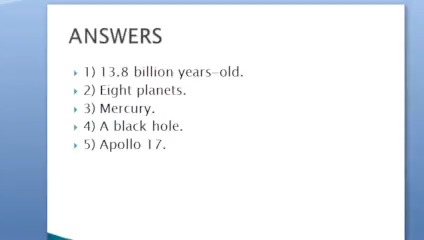 ANSWERS
1) 13.8 billion years-old.
2) Eight planets.
3) Mercury.
4) A black hole.
5) Apollo 17.